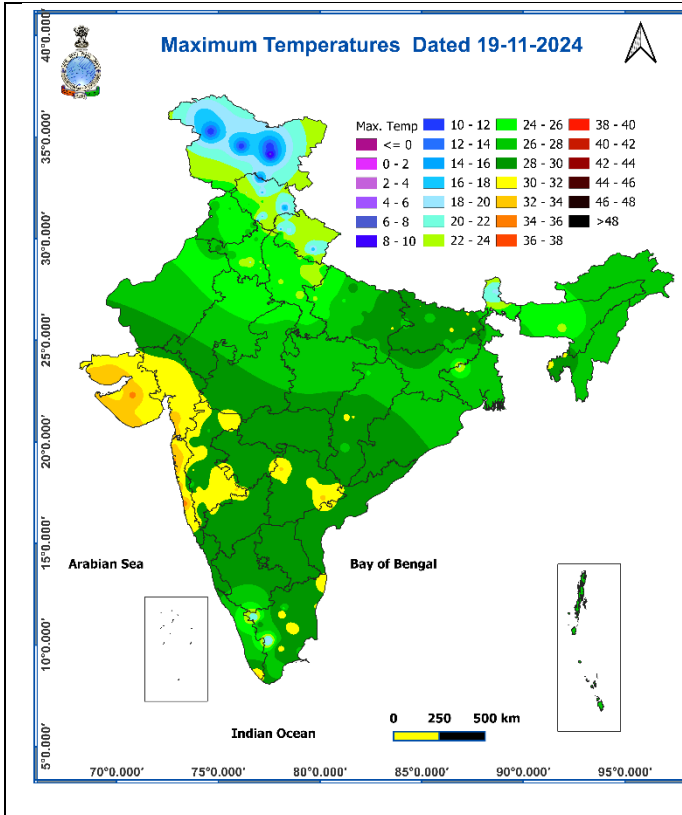 Maximum Temperatures Dated 19-11-2024
Max. Temp
<= 0
0 - 2
2 - 4
4 - 6
6 - 8
8 - 10
10 - 12
12 - 14
14 - 16
16 - 18
18 - 20
20 - 22
22 - 24
24 - 26
26 - 28
28 - 30
30 - 32
32 - 34
34 - 36
36 - 38
38 - 40
40 - 42
42 - 44
44 - 46
46 - 48
>48
40°0.000′
35°0.000′
30°0.000′
25°0.000′
20°0.000′
15°0.000′
10°0.000′
5°0.000′
Arabian Sea
Bay of Bengal
Indian Ocean
0 250 500 km
70°0.000′ 75°0.000′ 80°0.000′ 85°0.000′ 90°0.000′ 95°0.000′